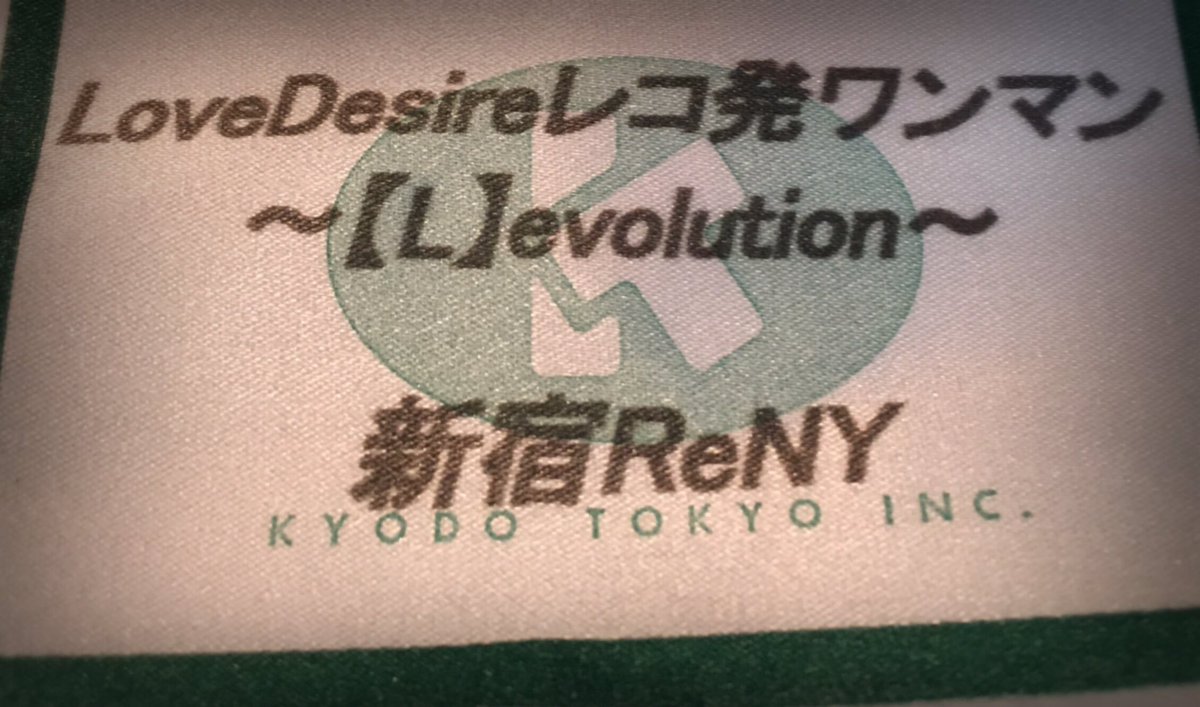 LoveDesireレコ発ワンマン
～【L】evolution～
新宿ReNY
KYODO TOKYO INC.